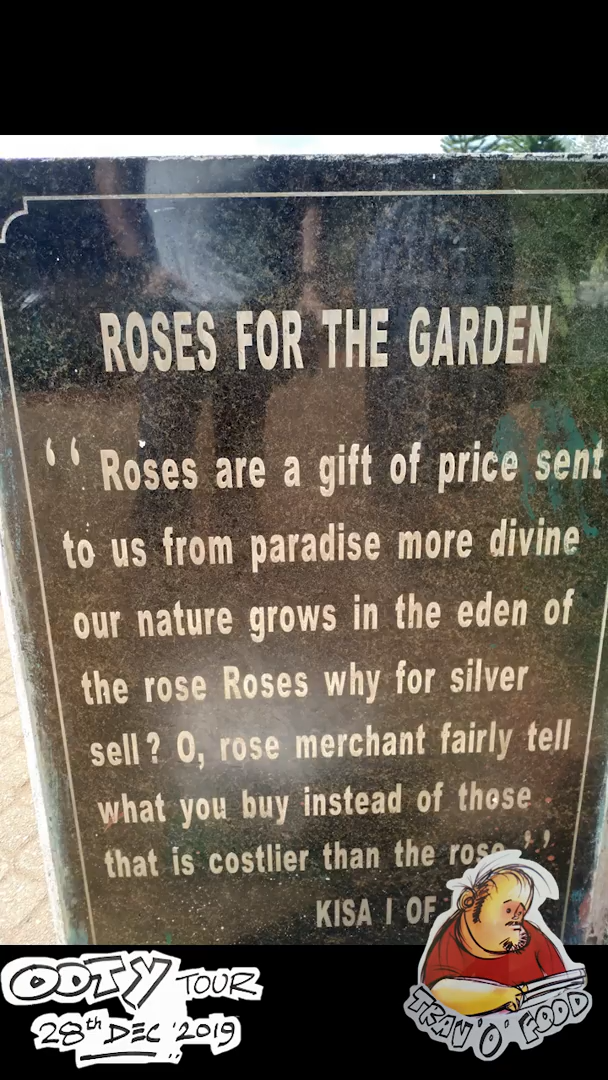 ROSES FOR THE GARDEN
‘‘ Roses are a gift of price sent
to us from paradise more divine
our nature grows in the eden of
the rose Roses why for silver
sell? O, rose merchant fairly tell
what you buy instead of those
that is costlier than the rose ’’
KISA I OF
OOTY TOUR
28th DEC '2019
TRAV'O'FOOD